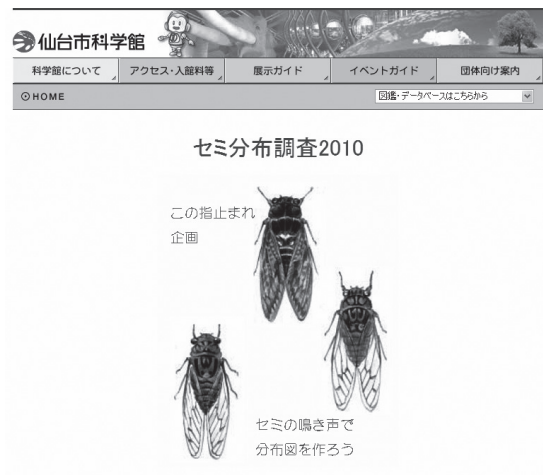 仙台市科学館
科学館について アクセス・入館料等 展示ガイド イベントガイド 団体向け案内
HOME 図鑑・データベースはこちらから
セミ分布調査2010
この指止まれ
企画
セミの鳴き声で
分布図を作ろう